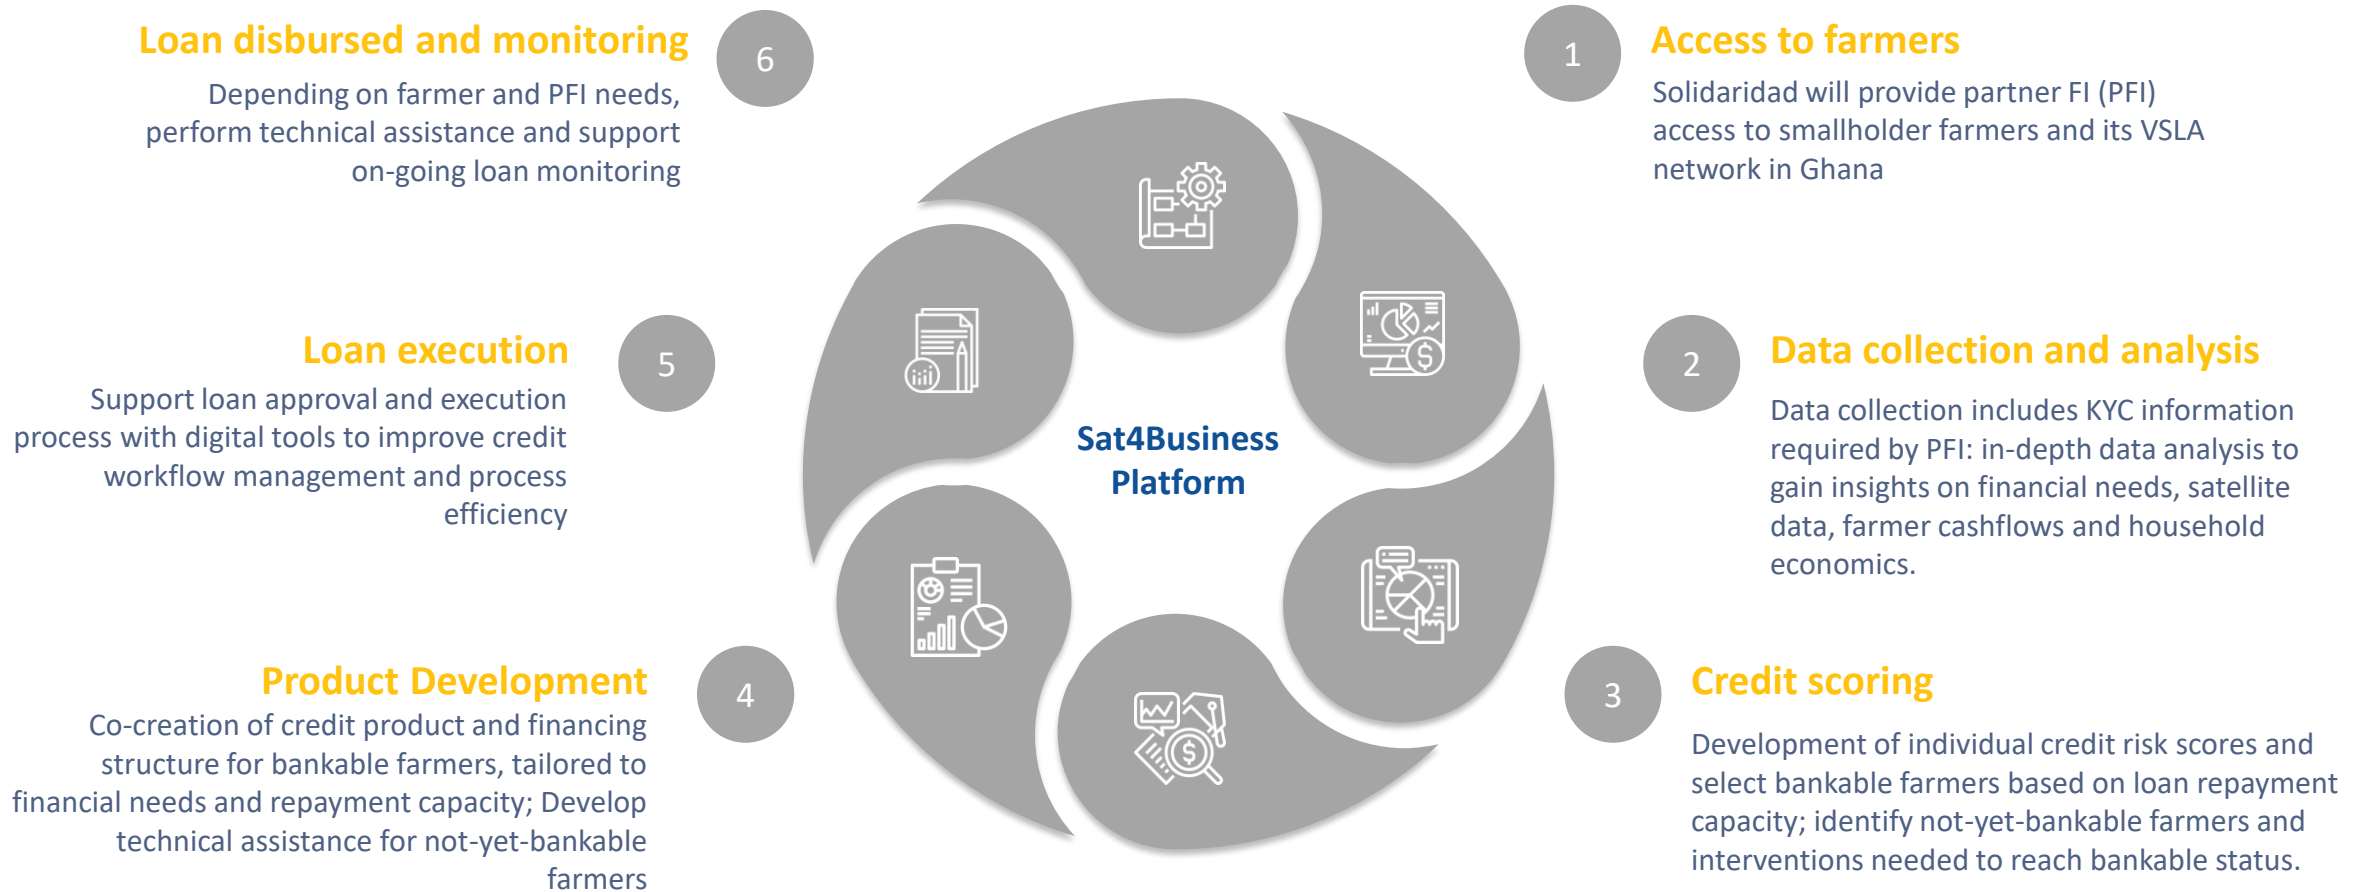 1
Access to farmers
Solidaridad will provide partner FI (PFI)
access to smallholder farmers and its VSLA
network in Ghana
2
Data collection and analysis
Data collection includes KYC information
required by PFI: in-depth data analysis to
gain insights on financial needs, satellite
data, farmer cashflows and household
economics.
3
Credit scoring
Development of individual credit risk scores and
select bankable farmers based on loan repayment
capacity; identify not-yet-bankable farmers and
interventions needed to reach bankable status.
4
Product Development
Co-creation of credit product and financing
structure for bankable farmers, tailored to
financial needs and repayment capacity; Develop
technical assistance for not-yet-bankable
farmers
5
Loan execution
Support loan approval and execution
process with digital tools to improve credit
workflow management and process
efficiency
6
Loan disbursed and monitoring
Depending on farmer and PFI needs,
perform technical assistance and support
on-going loan monitoring
Sat4Business
Platform
$
$